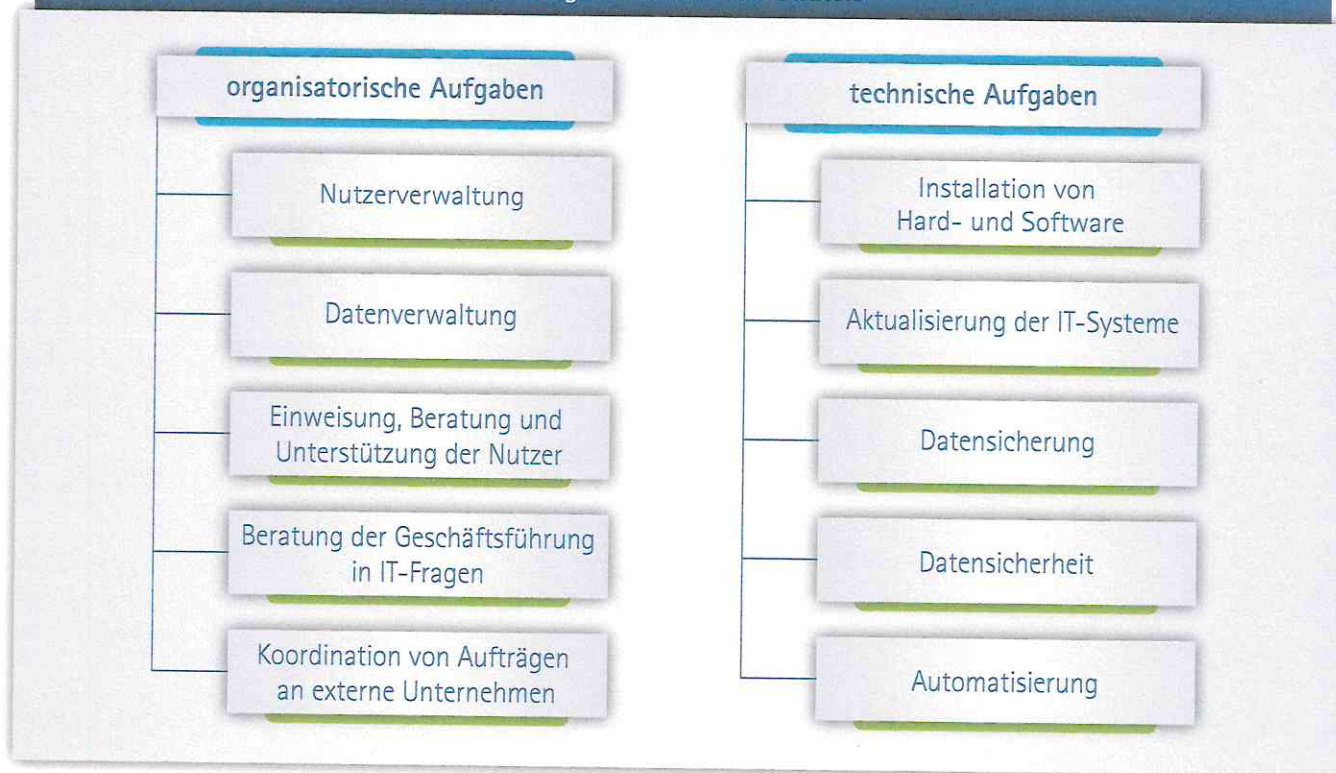 organisatorische Aufgaben
Nutzerverwaltung
Datenverwaltung
Einweisung, Beratung und
Unterstützung der Nutzer
Beratung der Geschäftsführung
in IT-Fragen
Koordination von Aufträgen
an externe Unternehmen
technische Aufgaben
Installation von
Hard- und Software
Aktualisierung der IT-Systeme
Datensicherung
Datensicherheit
Automatisierung